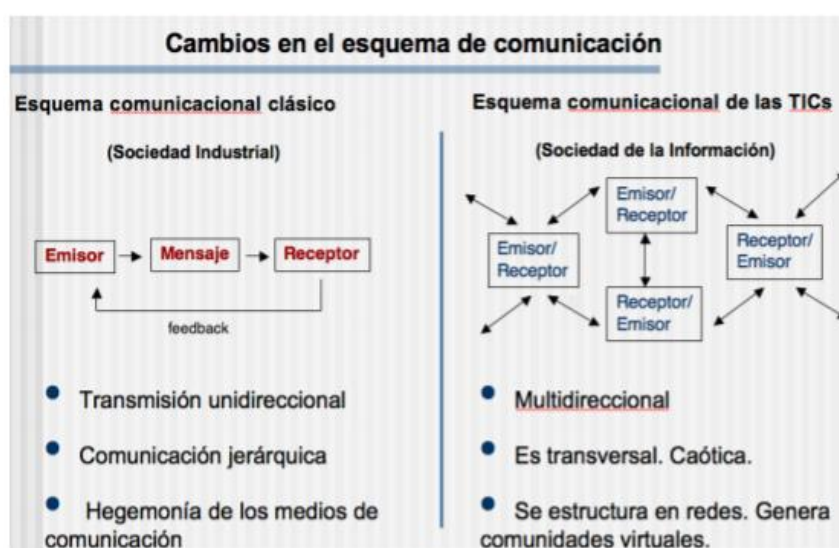 Cambios en el esquema de comunicación
Esquema comunicacional clásico
(Sociedad Industrial)
Emisor
Mensaje
Receptor
feedback
Transmisión unidireccional
Comunicación jerárquica
Hegemonía de los medios de
comunicación
Esquema comunicacional de las TICs
(Sociedad de la Información)
Emisor/
Receptor
Emisor/
Receptor
Receptor/
Emisor
Receptor/
Emisor
Multidireccional
Es transversal. Caótica.
Se estructura en redes. Genera
comunidades virtuales.